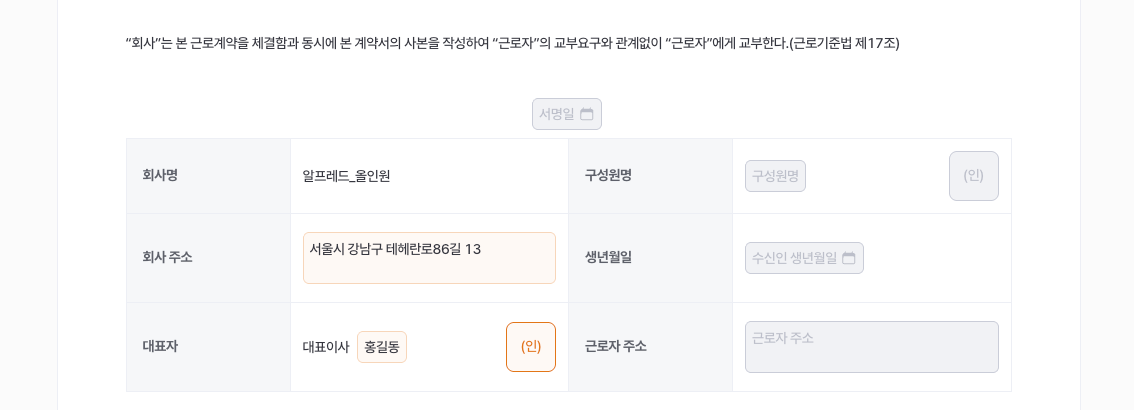 “회사”는 본 근로계약을 체결함과 동시에 본 계약서의 사본을 작성하여 “근로자”의 교부요구와 관계없이 “근로자”에게 교부한다.(근로기준법 제17조)
서명일
회사명 알프레드_올인원 구성원명 구성원명 (인)
회사 주소 서울시 강남구 테헤란로86길 13 생년월일 수신인 생년월일
대표자 대표이사 홍길동 (인) 근로자 주소 근로자 주소